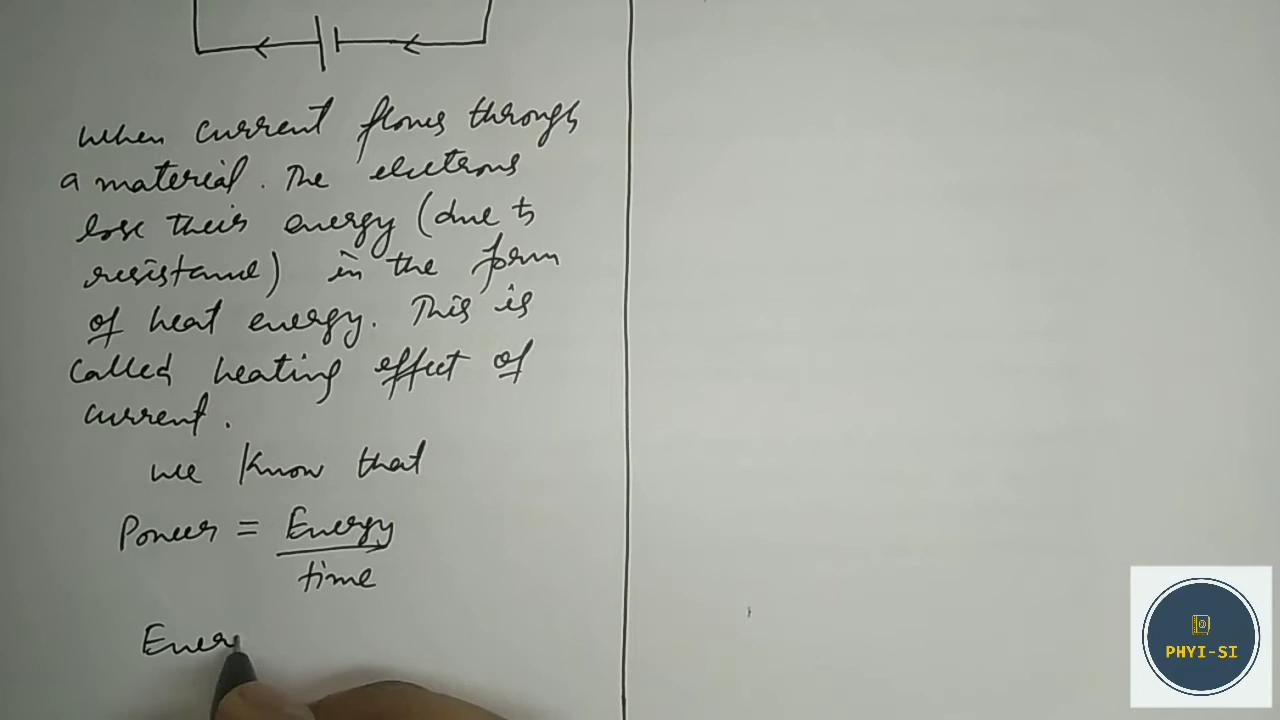 When current flows through
a material. The electrons
lose their energy (due to
resistance) in the form
of heat energy. This is
called heating effect of
current.
we know that
Power = Energy
time
Ener
PHYI-SI